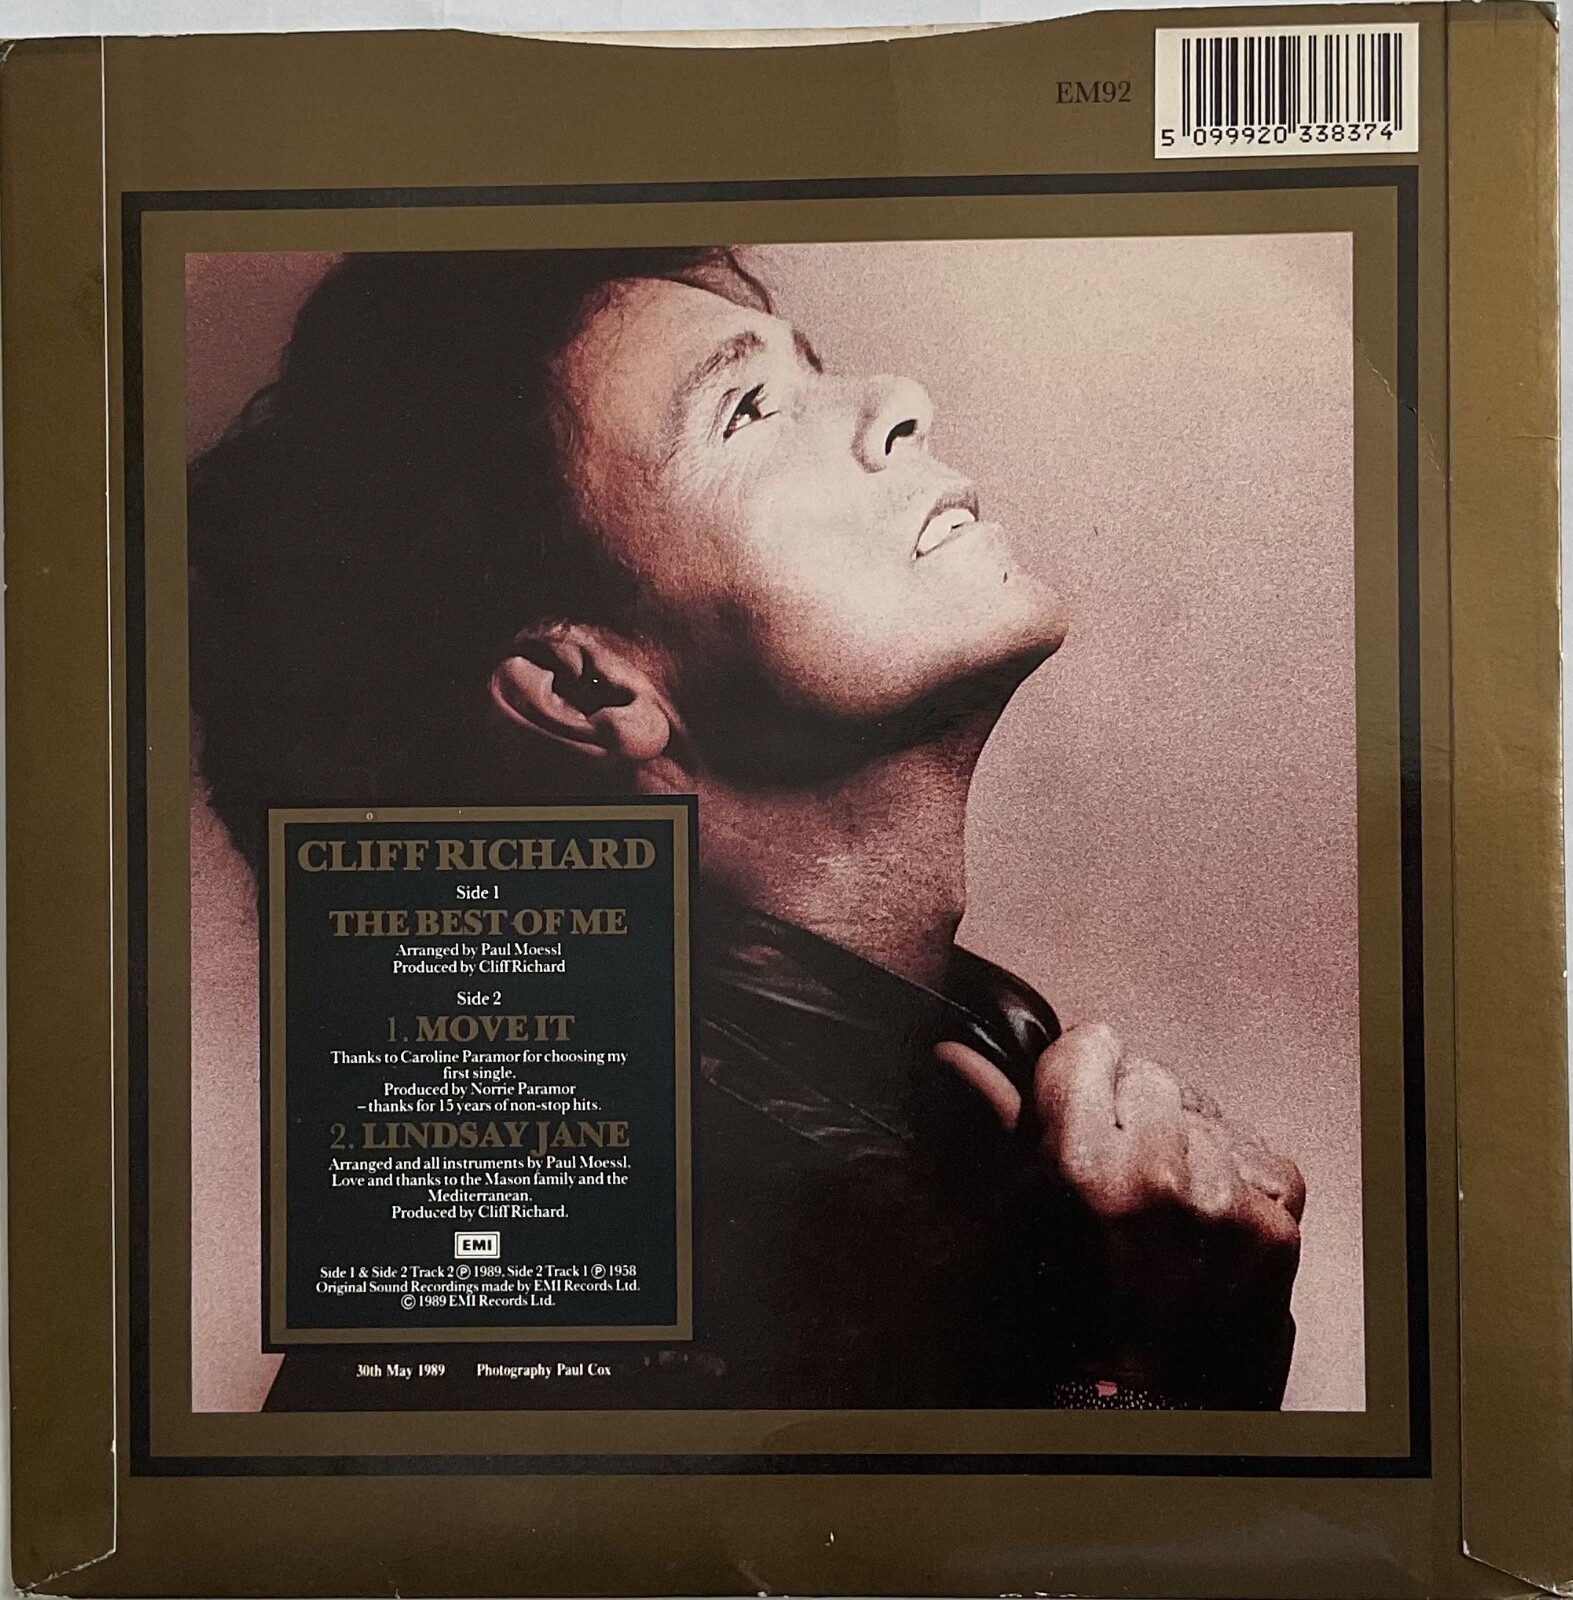 EM92
5 099920 338374
CLIFF RICHARD
Side 1
THE BEST OF ME
Arranged by Paul Moessl
Produced by Cliff Richard
Side 2
1. MOVE IT
Thanks to Caroline Paramor for choosing my
first single.
Produced by Norrie Paramor
– thanks for 15 years of non-stop hits.
2. LINDSAY JANE
Arranged and all instruments by Paul Moessl.
Love and thanks to the Mason family and the
Mediterranean.
Produced by Cliff Richard.
EMI
Side 1 & Side 2 Track 2 ℗ 1989, Side 2 Track 1 ℗ 1958
Original Sound Recordings made by EMI Records Ltd.
© 1989 EMI Records Ltd.
30th May 1989 Photography Paul Cox